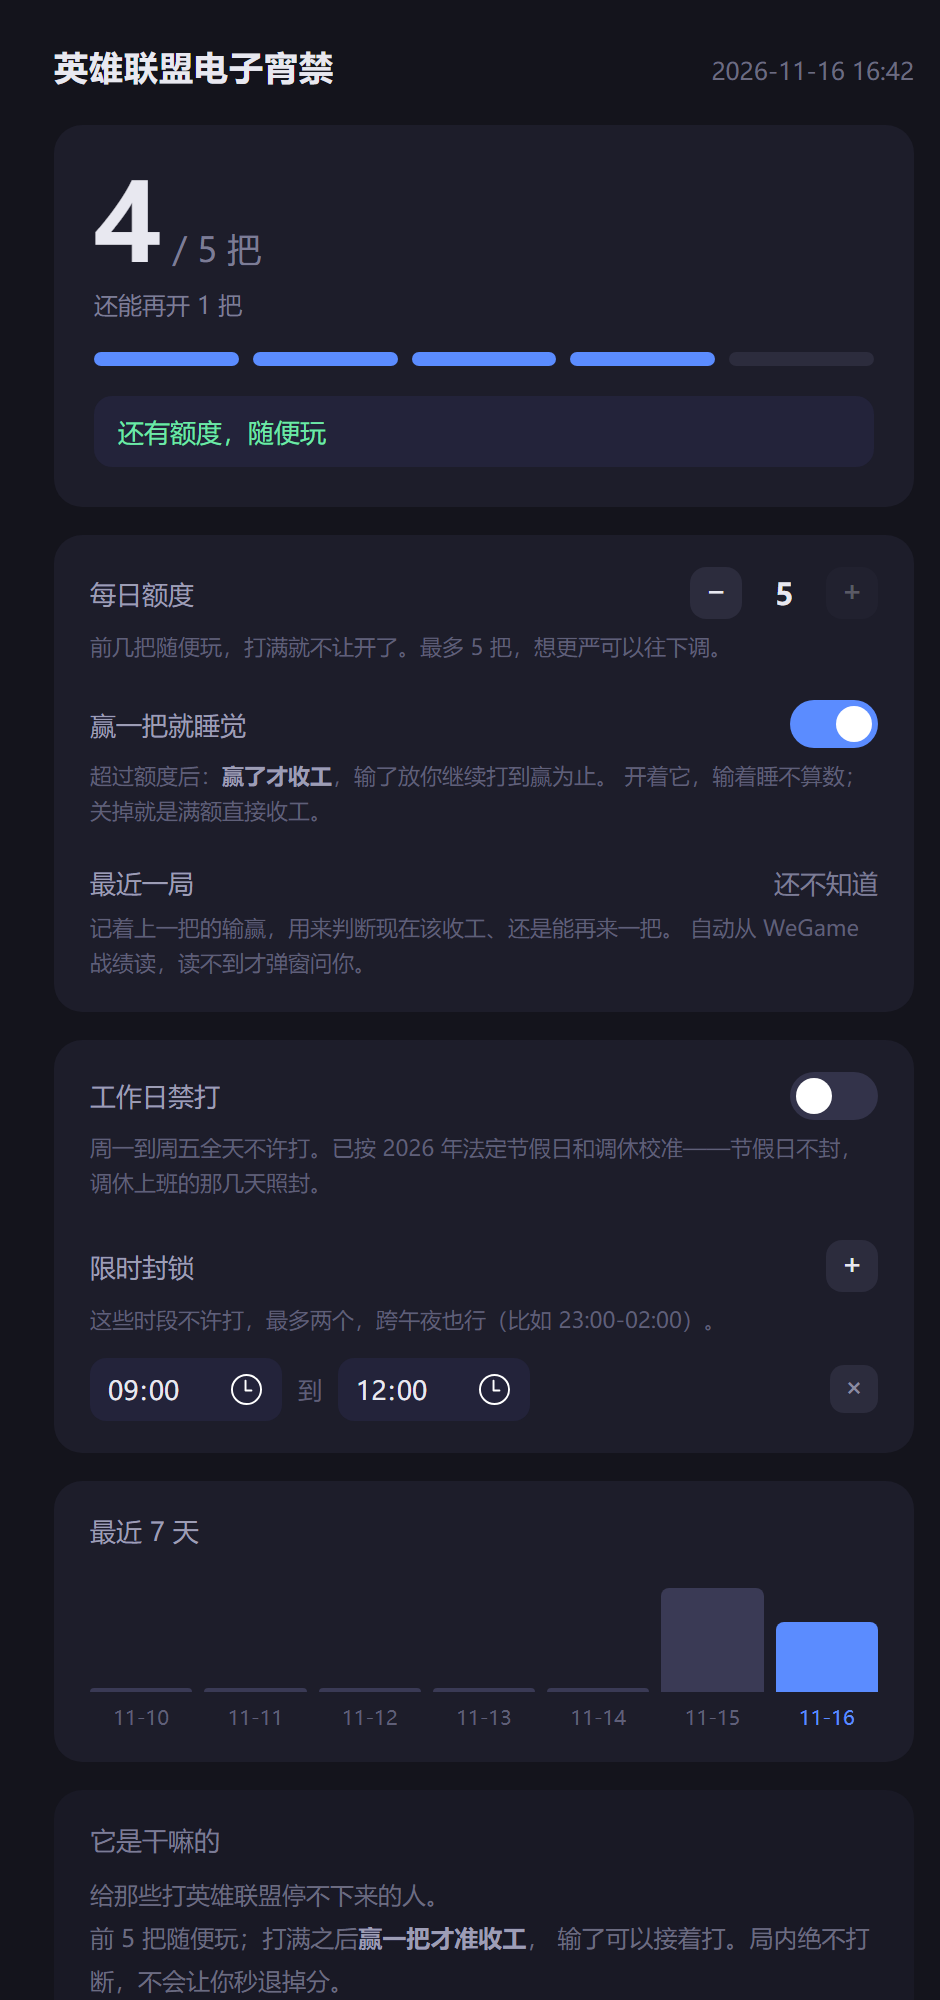 英雄联盟电子宵禁
2026-11-16 16:42
4 / 5 把
还能再开 1 把
还有额度，随便玩
每日额度
− 5 +
前几把随便玩，打满就不让开了。最多 5 把，想更严可以往下调。
赢一把就睡觉
超过额度后：赢了才收工，输了放你继续打到赢为止。 开着它，输着睡不算数；
关掉就是满额直接收工。
最近一局
还不知道
记着上一把的输赢，用来判断现在该收工、还是能再来一把。 自动从 WeGame
战绩读，读不到才弹窗问你。
工作日禁打
周一到周五全天不许打。已按 2026 年法定节假日和调休校准——节假日不封，
调休上班的那几天照封。
限时封锁
+
这些时段不许打，最多两个，跨午夜也行（比如 23:00-02:00）。
09:00 到 12:00 ×
最近 7 天
11-10 11-11 11-12 11-13 11-14 11-15 11-16
它是干嘛的
给那些打英雄联盟停不下来的人。
前 5 把随便玩；打满之后赢一把才准收工， 输了可以接着打。局内绝不打
断，不会让你秒退掉分。